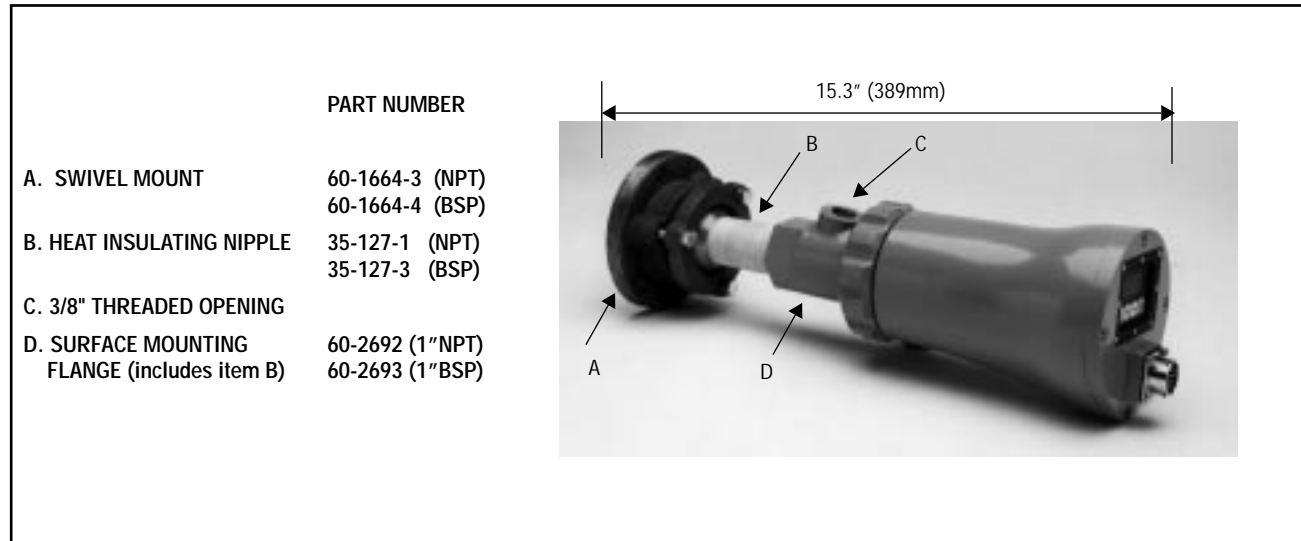 PART NUMBER
A. SWIVEL MOUNT 60-1664-3 (NPT)
60-1664-4 (BSP)
B. HEAT INSULATING NIPPLE 35-127-1 (NPT)
35-127-3 (BSP)
C. 3/8" THREADED OPENING
D. SURFACE MOUNTING 60-2692 (1"NPT)
FLANGE (includes item B) 60-2693 (1"BSP)
15.3" (389mm)
B
C
A
D